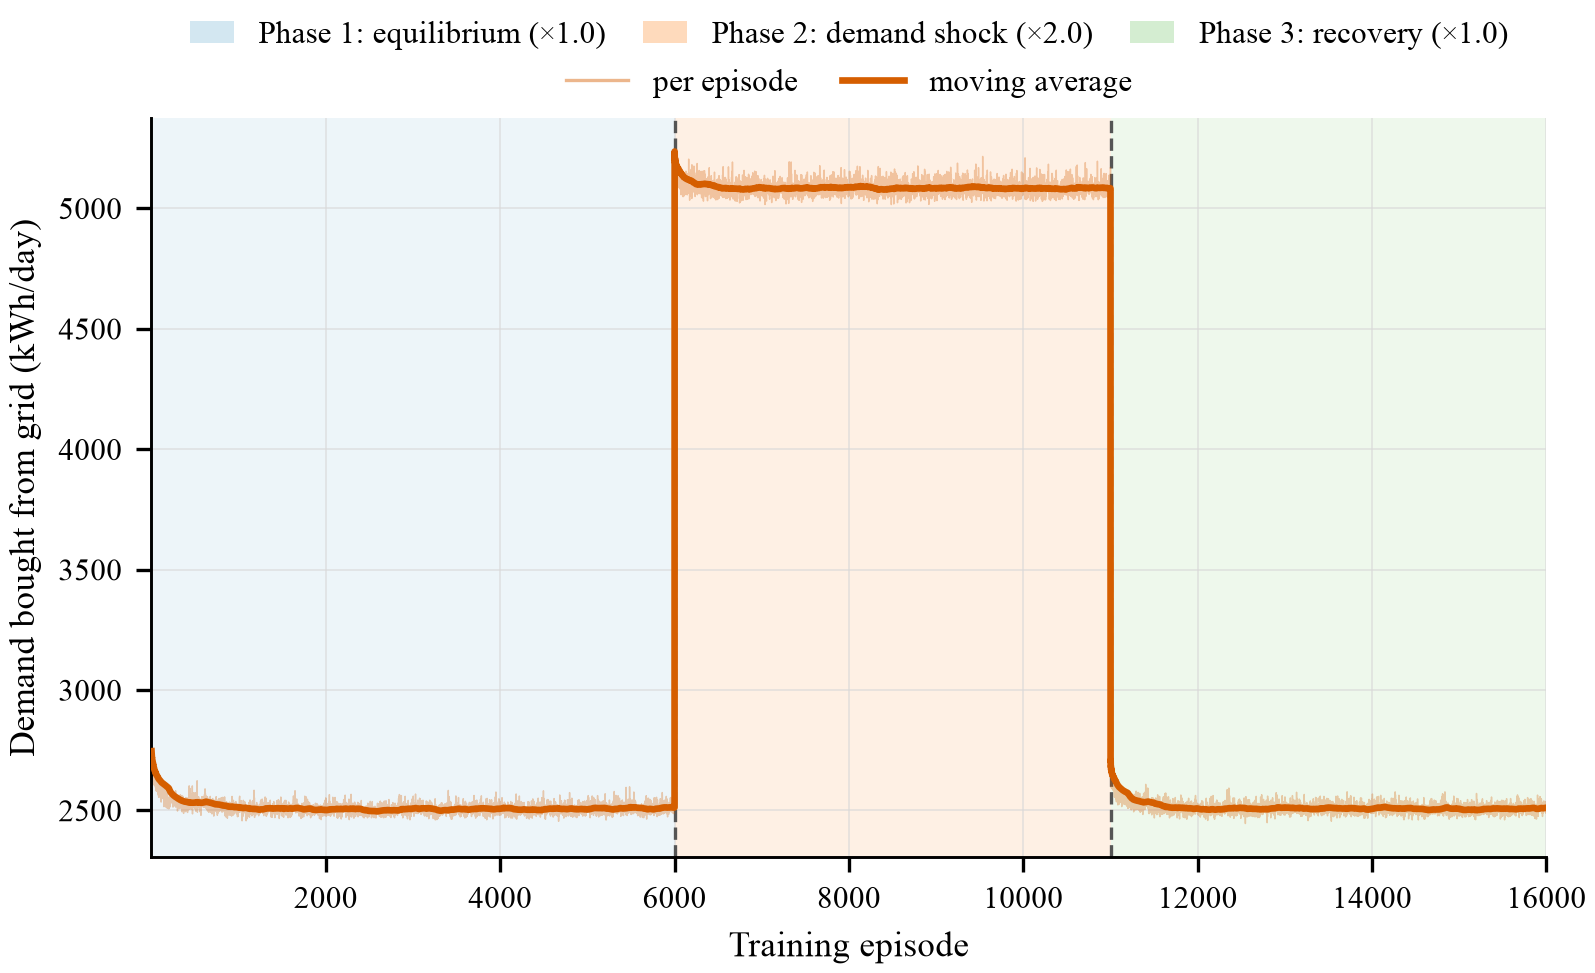 Phase 1: equilibrium (×1.0) Phase 2: demand shock (×2.0) Phase 3: recovery (×1.0)
per episode moving average
Demand bought from grid (kWh/day)
5000
4500
4000
3500
3000
2500
2000 4000 6000 8000 10000 12000 14000 16000
Training episode